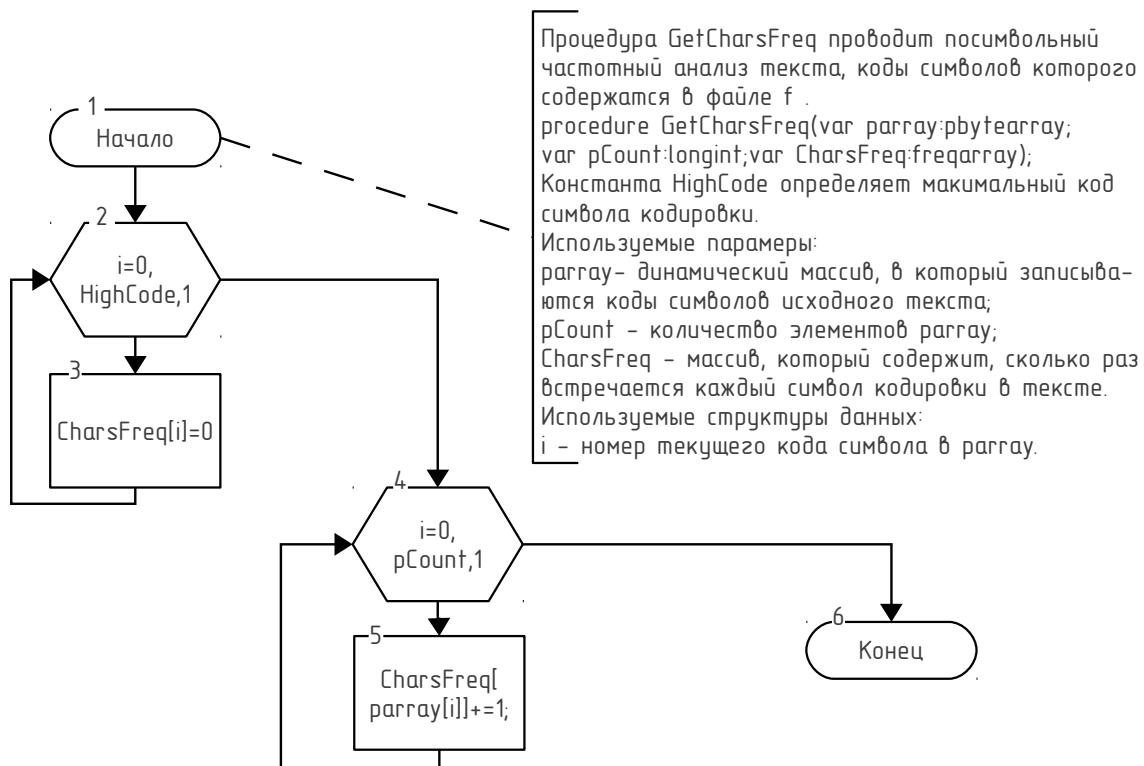 Процедура GetCharsFreq проводит посимвольный
частотный анализ текста, коды символов которого
содержатся в файле f .
procedure GetCharsFreq(var parray:pbytearray;
var pCount:longint;var CharsFreq:freqarray);
Константа HighCode определяет макимальный код
символа кодировки.
Используемые парамеры:
parray- динамический массив, в который записыва-
ются коды символов исходного текста;
pCount - количество элементов parray;
CharsFreq - массив, который содержит, сколько раз
встречается каждый символ кодировки в тексте.
Используемые структуры данных:
i - номер текущего кода символа в parray.
1
Начало
2
i=0,
HighCode,1
3
CharsFreq[i]=0
4
i=0,
pCount,1
5
CharsFreq[
parray[i]]+=1;
6
Конец